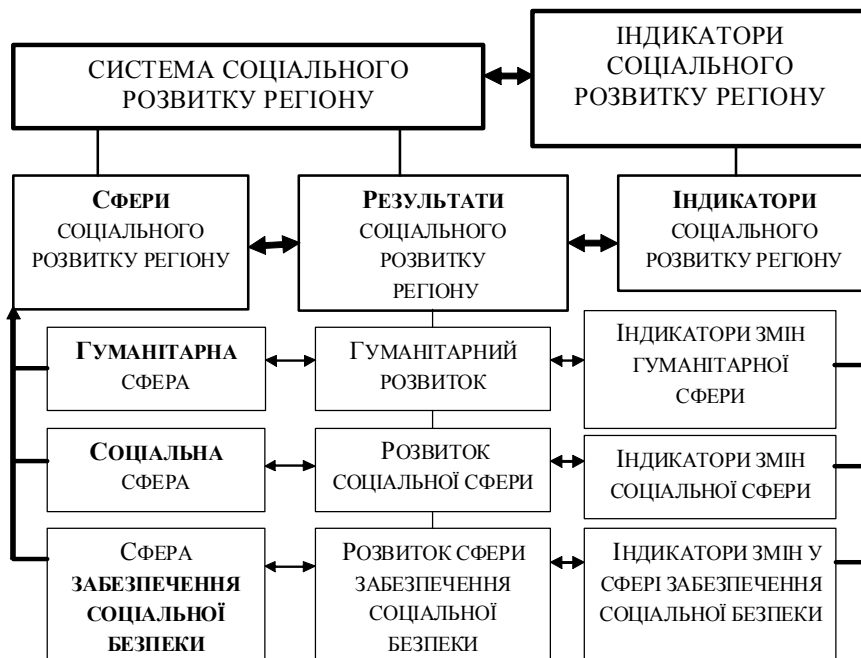 СИСТЕМА СОЦІАЛЬНОГО
РОЗВИТКУ РЕГІОНУ
ІНДИКАТОРИ
СОЦІАЛЬНОГО
РОЗВИТКУ РЕГІОНУ
СФЕРИ
СОЦІАЛЬНОГО
РОЗВИТКУ РЕГІОНУ
РЕЗУЛЬТАТИ
СОЦІАЛЬНОГО
РОЗВИТКУ
РЕГІОНУ
ІНДИКАТОРИ
СОЦІАЛЬНОГО
РОЗВИТКУ РЕГІОНУ
ГУМАНІТАРНА
СФЕРА
ГУМАНІТАРНИЙ
РОЗВИТОК
ІНДИКАТОРИ ЗМІН
ГУМАНІТАРНОЇ
СФЕРИ
СОЦІАЛЬНА
СФЕРА
РОЗВИТОК
СОЦІАЛЬНОЇ СФЕРИ
ІНДИКАТОРИ ЗМІН
СОЦІАЛЬНОЇ СФЕРИ
СФЕРА
ЗАБЕЗПЕЧЕННЯ
СОЦІАЛЬНОЇ
БЕЗПЕКИ
РОЗВИТОК СФЕРИ
ЗАБЕЗПЕЧЕННЯ
СОЦІАЛЬНОЇ
БЕЗПЕКИ
ІНДИКАТОРИ ЗМІН У
СФЕРІ ЗАБЕЗПЕЧЕННЯ
СОЦІАЛЬНОЇ БЕЗПЕКИ